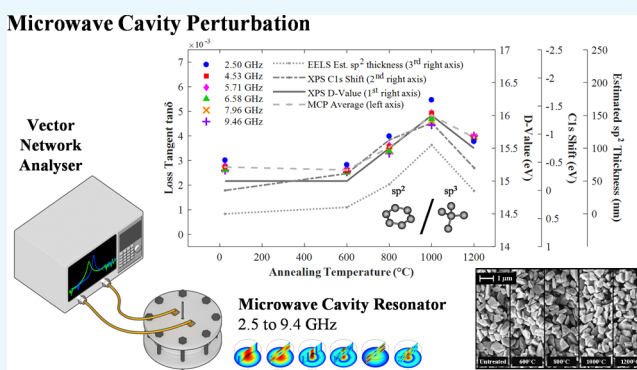 Microwave Cavity Perturbation
Vector
Network
Analyser
×10⁻³
Loss Tangent tanδ
7
6
5
4
3
2
1
0
2.50 GHz
4.53 GHz
5.71 GHz
6.58 GHz
7.96 GHz
9.46 GHz
EELS Est. sp² thickness (3ʳᵈ right axis)
XPS C1s Shift (2ⁿᵈ right axis)
XPS D-Value (1ˢᵗ right axis)
MCP Average (left axis)
sp² / sp³
0 200 400 600 800 1000 1200
Annealing Temperature (°C)
17
16
15
14.5
14
D-Value (eV)
-2.5
-2
-1.5
-1
-0.5
0
0.5
1
C1s Shift (eV)
250
200
150
100
50
0
Estimated sp² Thickness (nm)
Microwave Cavity Resonator
2.5 to 9.4 GHz
1 µm
Untreated 600°C 800°C 1000°C 1200°